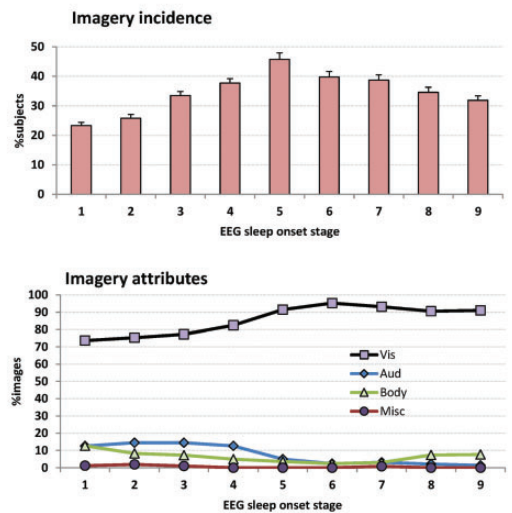 Imagery incidence
50
40
30
20
10
0
%subjects
1 2 3 4 5 6 7 8 9
EEG sleep onset stage
Imagery attributes
100
90
80
70
60
50
40
30
20
10
0
%images
Vis
Aud
Body
Misc
1 2 3 4 5 6 7 8 9
EEG sleep onset stage